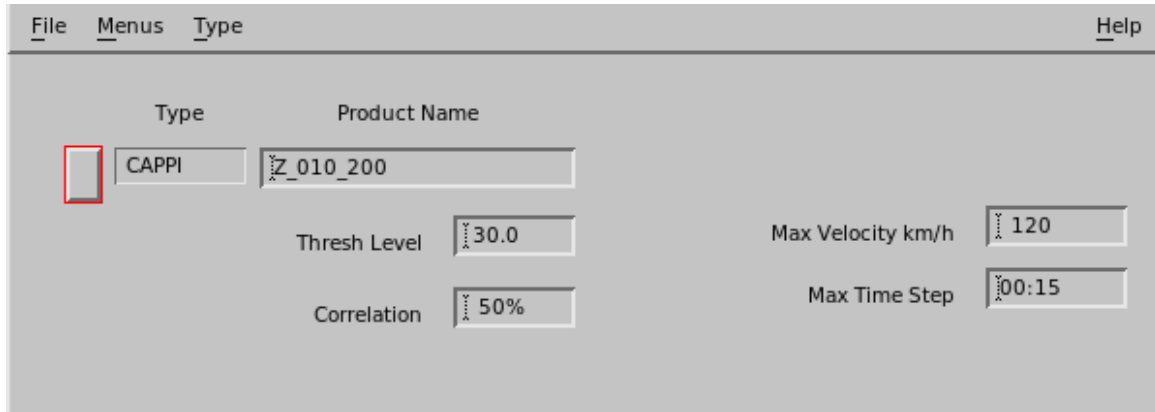 File Menus Type Help
Type Product Name
CAPPI Z_010_200
Thresh Level 30.0 Max Velocity km/h 120
Correlation 50% Max Time Step 00:15